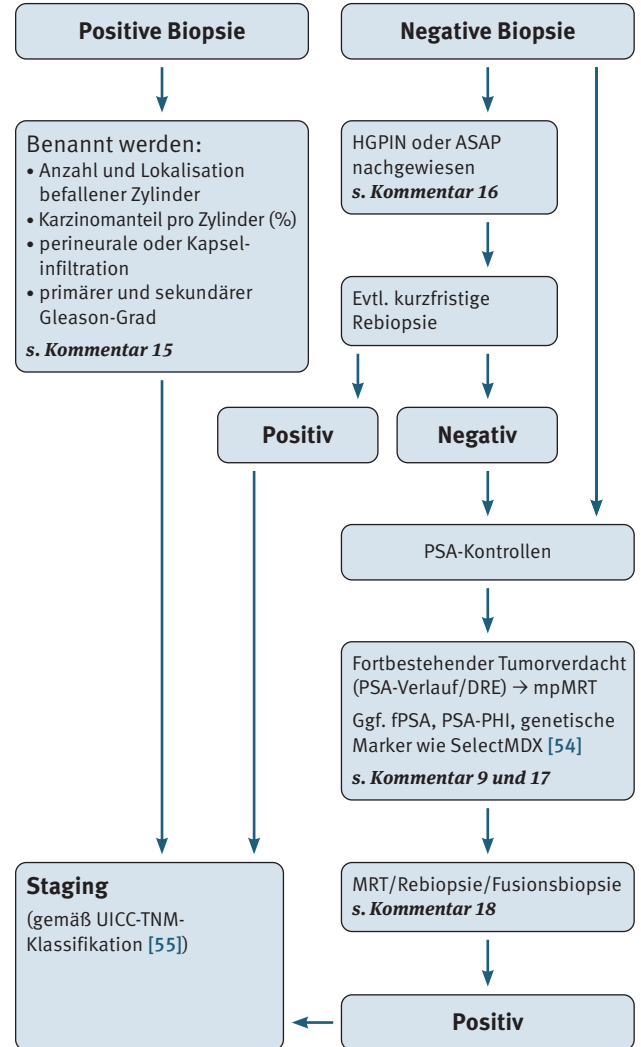 Positive Biopsie
Negative Biopsie
Benannt werden:
• Anzahl und Lokalisation
befallener Zylinder
• Karzinomanteil pro Zylinder (%)
• perineurale oder Kapsel-
infiltration
• primärer und sekundärer
Gleason-Grad
s. Kommentar 15
HGPIN oder ASAP
nachgewiesen
s. Kommentar 16
Evtl. kurzfristige
Rebiopsie
Positiv
Negativ
PSA-Kontrollen
Fortbestehender Tumorverdacht
(PSA-Verlauf/DRE) → mpMRT
Ggf. fPSA, PSA-PHI, genetische
Marker wie SelectMDX [54]
s. Kommentar 9 und 17
MRT/Rebiopsie/Fusionsbiopsie
s. Kommentar 18
Staging
(gemäß UICC-TNM-
Klassifikation [55])
Positiv